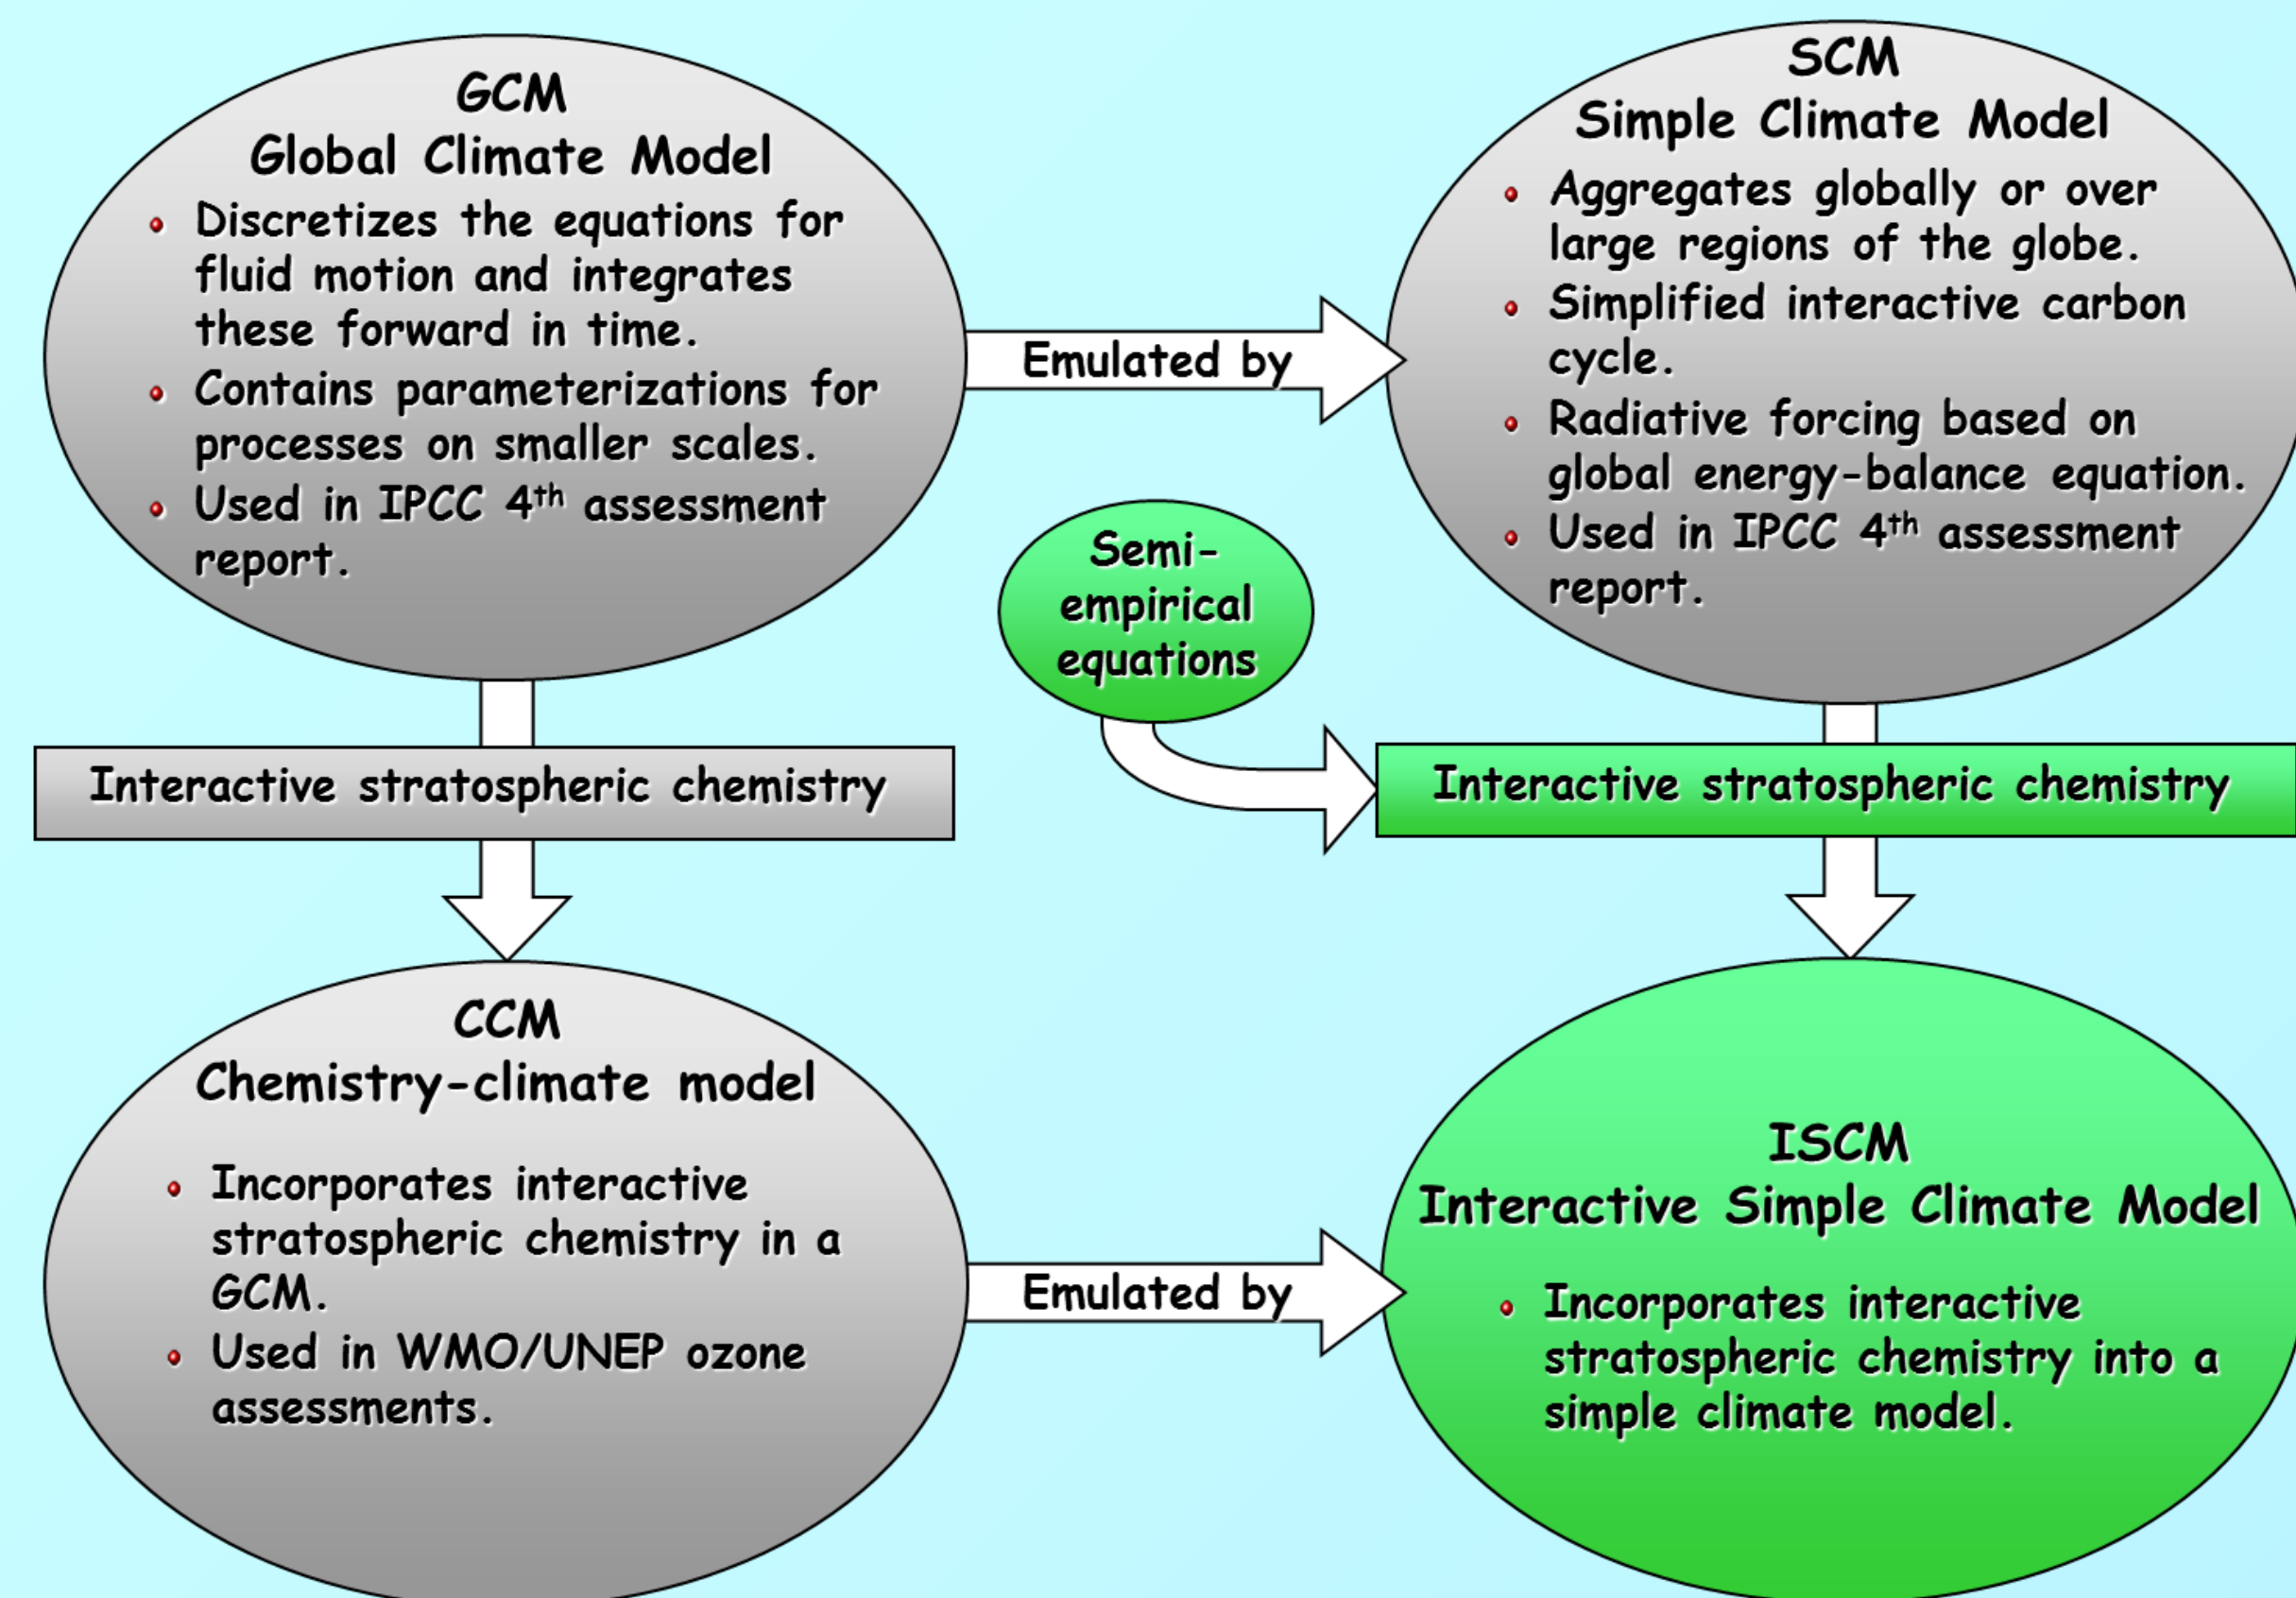 GCM
Global Climate Model
• Discretizes the equations for
fluid motion and integrates
these forward in time.
• Contains parameterizations for
processes on smaller scales.
• Used in IPCC 4th assessment
report.
Emulated by
SCM
Simple Climate Model
• Aggregates globally or over
large regions of the globe.
• Simplified interactive carbon
cycle.
• Radiative forcing based on
global energy-balance equation.
• Used in IPCC 4th assessment
report.
Semi-
empirical
equations
Interactive stratospheric chemistry
Interactive stratospheric chemistry
CCM
Chemistry-climate model
• Incorporates interactive
stratospheric chemistry in a
GCM.
• Used in WMO/UNEP ozone
assessments.
Emulated by
ISCM
Interactive Simple Climate Model
• Incorporates interactive
stratospheric chemistry into a
simple climate model.